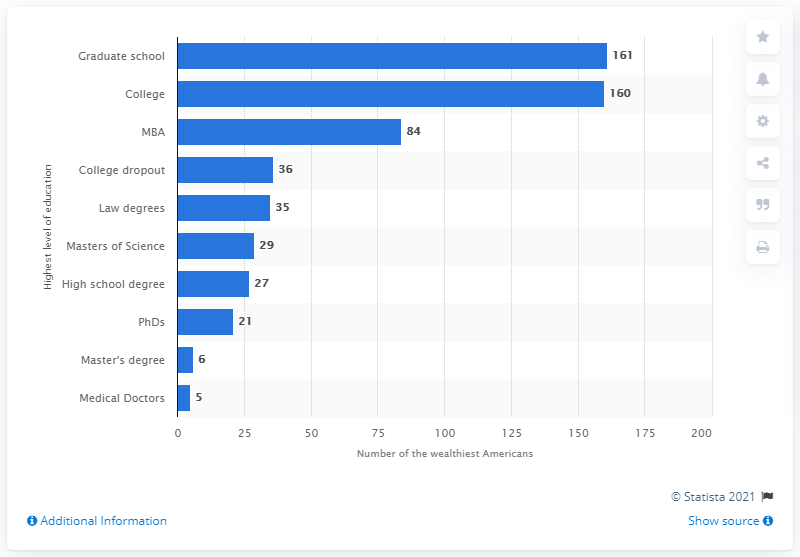 Graduate school 161
College 160
MBA 84
College dropout 36
Law degrees 35
Masters of Science 29
High school degree 27
PhDs 21
Master's degree 6
Medical Doctors 5
Highest level of education
0 25 50 75 100 125 150 175 200
Number of the wealthiest Americans
© Statista 2021
Additional Information
Show source